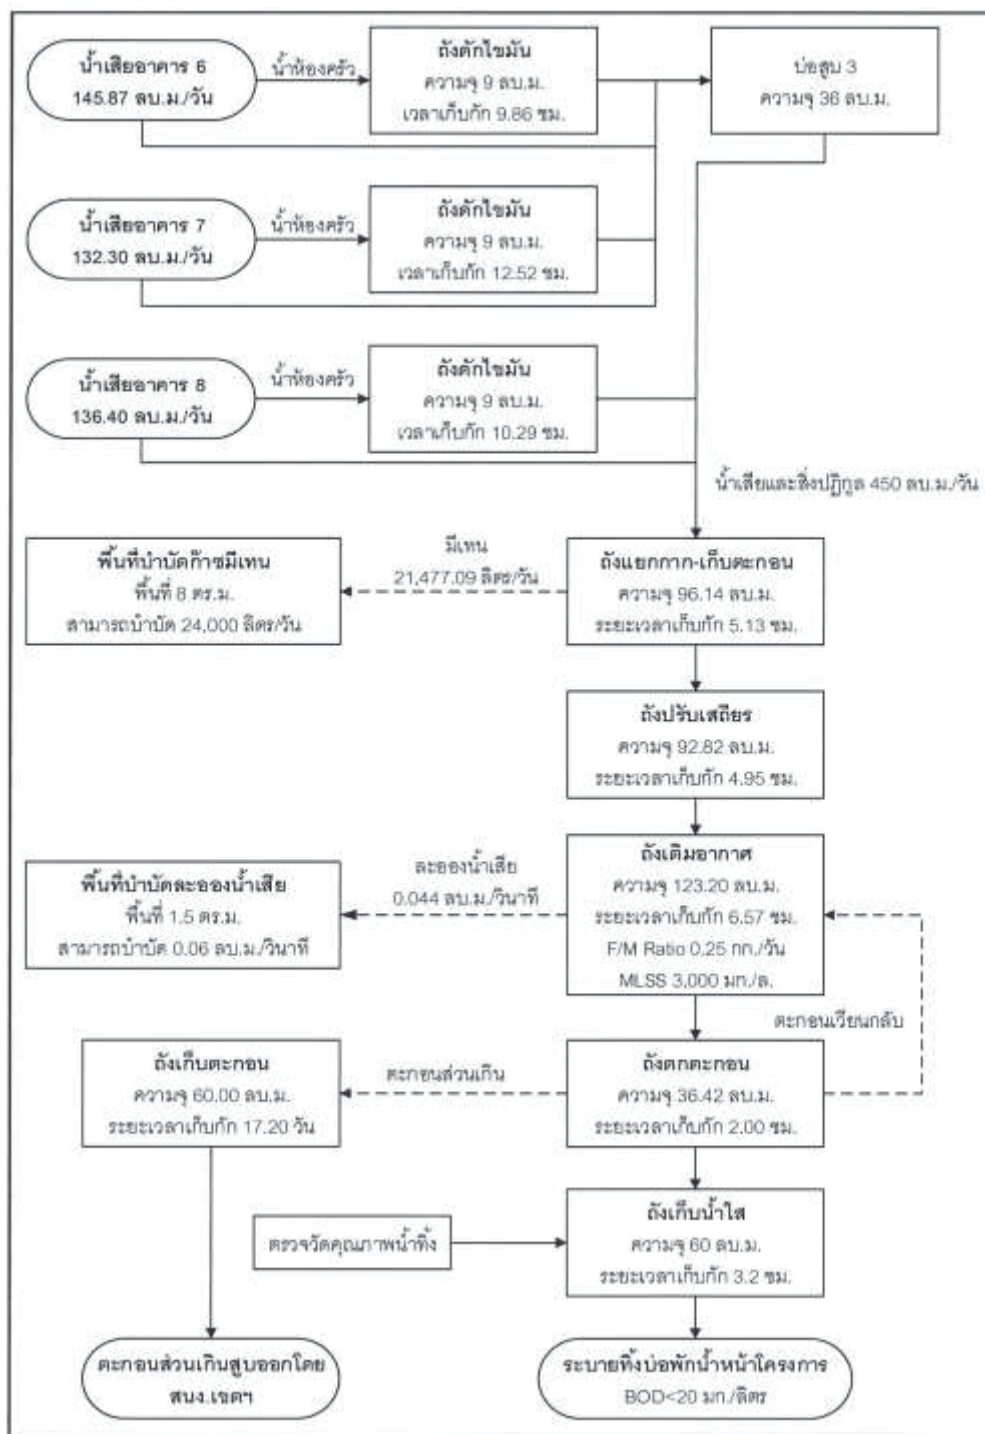 น้ำเสียอาคาร 6
145.87 ลบ.ม./วัน
น้ำห้องครัว
ถังดักไขมัน
ความจุ 9 ลบ.ม.
เวลาเก็บกัก 9.86 ชม.
บ่อสูบ 3
ความจุ 36 ลบ.ม.
น้ำเสียอาคาร 7
132.30 ลบ.ม./วัน
น้ำห้องครัว
ถังดักไขมัน
ความจุ 9 ลบ.ม.
เวลาเก็บกัก 12.52 ชม.
น้ำเสียอาคาร 8
136.40 ลบ.ม./วัน
น้ำห้องครัว
ถังดักไขมัน
ความจุ 9 ลบ.ม.
เวลาเก็บกัก 10.29 ชม.
น้ำเสียและสิ่งปฏิกูล 450 ลบ.ม./วัน
พื้นที่บำบัดก๊าซมีเทน
พื้นที่ 8 ตร.ม.
สามารถบำบัด 24,000 ลิตร/วัน
มีเทน
21,477.09 ลิตร/วัน
ถังแยกกาก-เก็บตะกอน
ความจุ 96.14 ลบ.ม.
ระยะเวลาเก็บกัก 5.13 ชม.
ถังปรับเสถียร
ความจุ 92.82 ลบ.ม.
ระยะเวลาเก็บกัก 4.95 ชม.
พื้นที่บำบัดละอองน้ำเสีย
พื้นที่ 1.5 ตร.ม.
สามารถบำบัด 0.06 ลบ.ม./วินาที
ละอองน้ำเสีย
0.044 ลบ.ม./วินาที
ถังเติมอากาศ
ความจุ 123.20 ลบ.ม.
ระยะเวลาเก็บกัก 6.57 ชม.
F/M Ratio 0.25 กก./วัน
MLSS 3,000 มก./ล.
ตะกอนเวียนกลับ
ถังเก็บตะกอน
ความจุ 60.00 ลบ.ม.
ระยะเวลาเก็บกัก 17.20 วัน
ตะกอนส่วนเกิน
ถังตกตะกอน
ความจุ 36.42 ลบ.ม.
ระยะเวลาเก็บกัก 2.00 ชม.
ตรวจวัดคุณภาพน้ำทิ้ง
ถังเก็บน้ำใส
ความจุ 60 ลบ.ม.
ระยะเวลาเก็บกัก 3.2 ชม.
ตะกอนส่วนเกินสูบออกโดย
สนง.เขตฯ
ระบายทิ้งบ่อพักน้ำหน้าโครงการ
BOD<20 มก./ลิตร